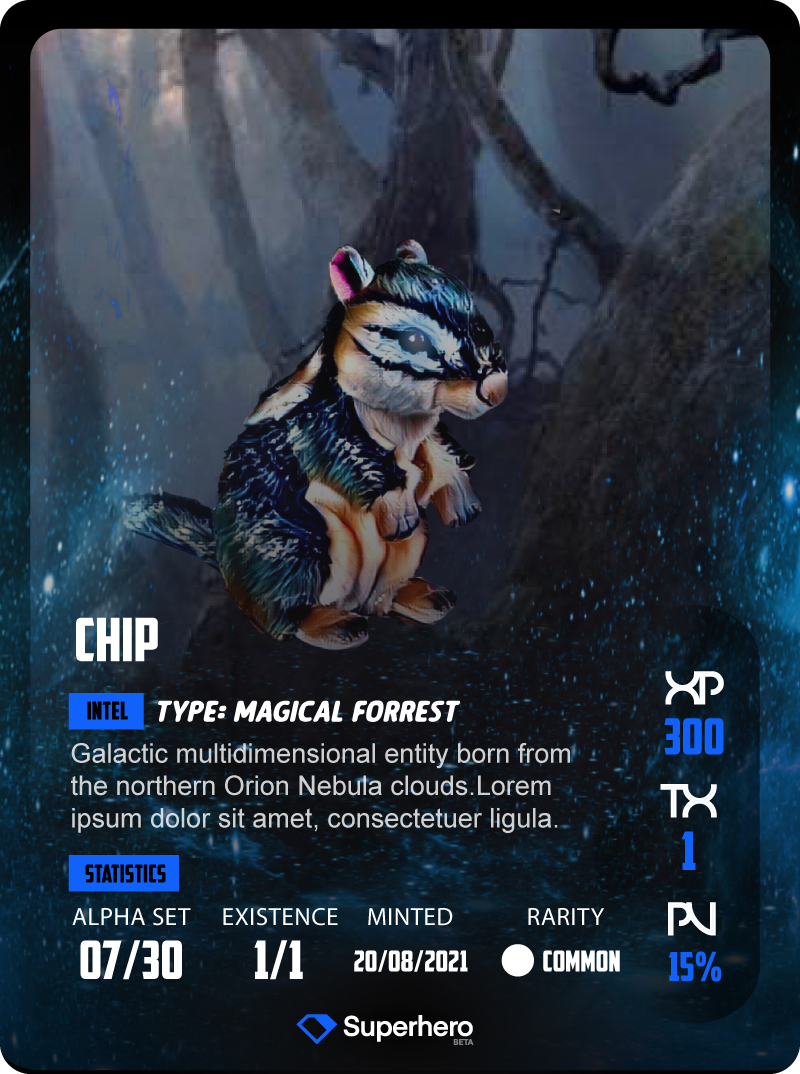 CHIP
INTEL TYPE: MAGICAL FORREST
Galactic multidimensional entity born from
the northern Orion Nebula clouds.Lorem
ipsum dolor sit amet, consectetuer ligula.
XP
300
TX
1
PV
15%
STATISTICS
ALPHA SET EXISTENCE MINTED RARITY
07/30 1/1 20/08/2021 COMMON
Superhero
BETA